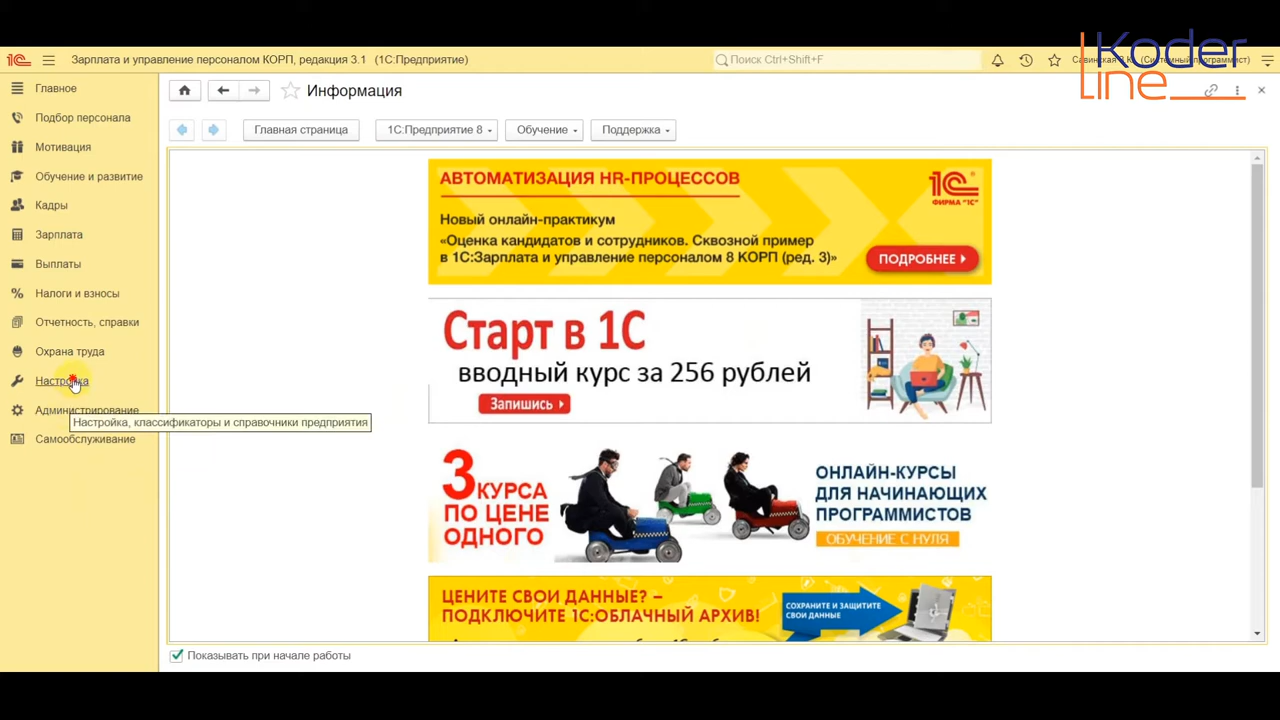 Koder
Line
1С
Зарплата и управление персоналом КОРП, редакция 3.1 (1С:Предприятие)
Поиск Ctrl+Shift+F
(Системный программист)
Главное
Подбор персонала
Мотивация
Обучение и развитие
Кадры
Зарплата
Выплаты
Налоги и взносы
Отчетность, справки
Охрана труда
Настройка
Администрирование
Самообслуживание
Настройка, классификаторы и справочники предприятия
Информация
Главная страница
1С:Предприятие 8
Обучение
Поддержка
АВТОМАТИЗАЦИЯ HR-ПРОЦЕССОВ
Новый онлайн-практикум
«Оценка кандидатов и сотрудников. Сквозной пример
в 1С:Зарплата и управление персоналом 8 КОРП (ред. 3)»
1С
ФИРМА "1С"
ПОДРОБНЕЕ
Старт в 1С
вводный курс за 256 рублей
Запишись
3 КУРСА
ПО ЦЕНЕ
ОДНОГО
ОНЛАЙН-КУРСЫ
ДЛЯ НАЧИНАЮЩИХ
ПРОГРАММИСТОВ
ОБУЧЕНИЕ С НУЛЯ
ЦЕНИТЕ СВОИ ДАННЫЕ? –
ПОДКЛЮЧИТЕ 1С:ОБЛАЧНЫЙ АРХИВ!
СОХРАНИТЕ И ЗАЩИТИТЕ
СВОИ ДАННЫЕ
Показывать при начале работы